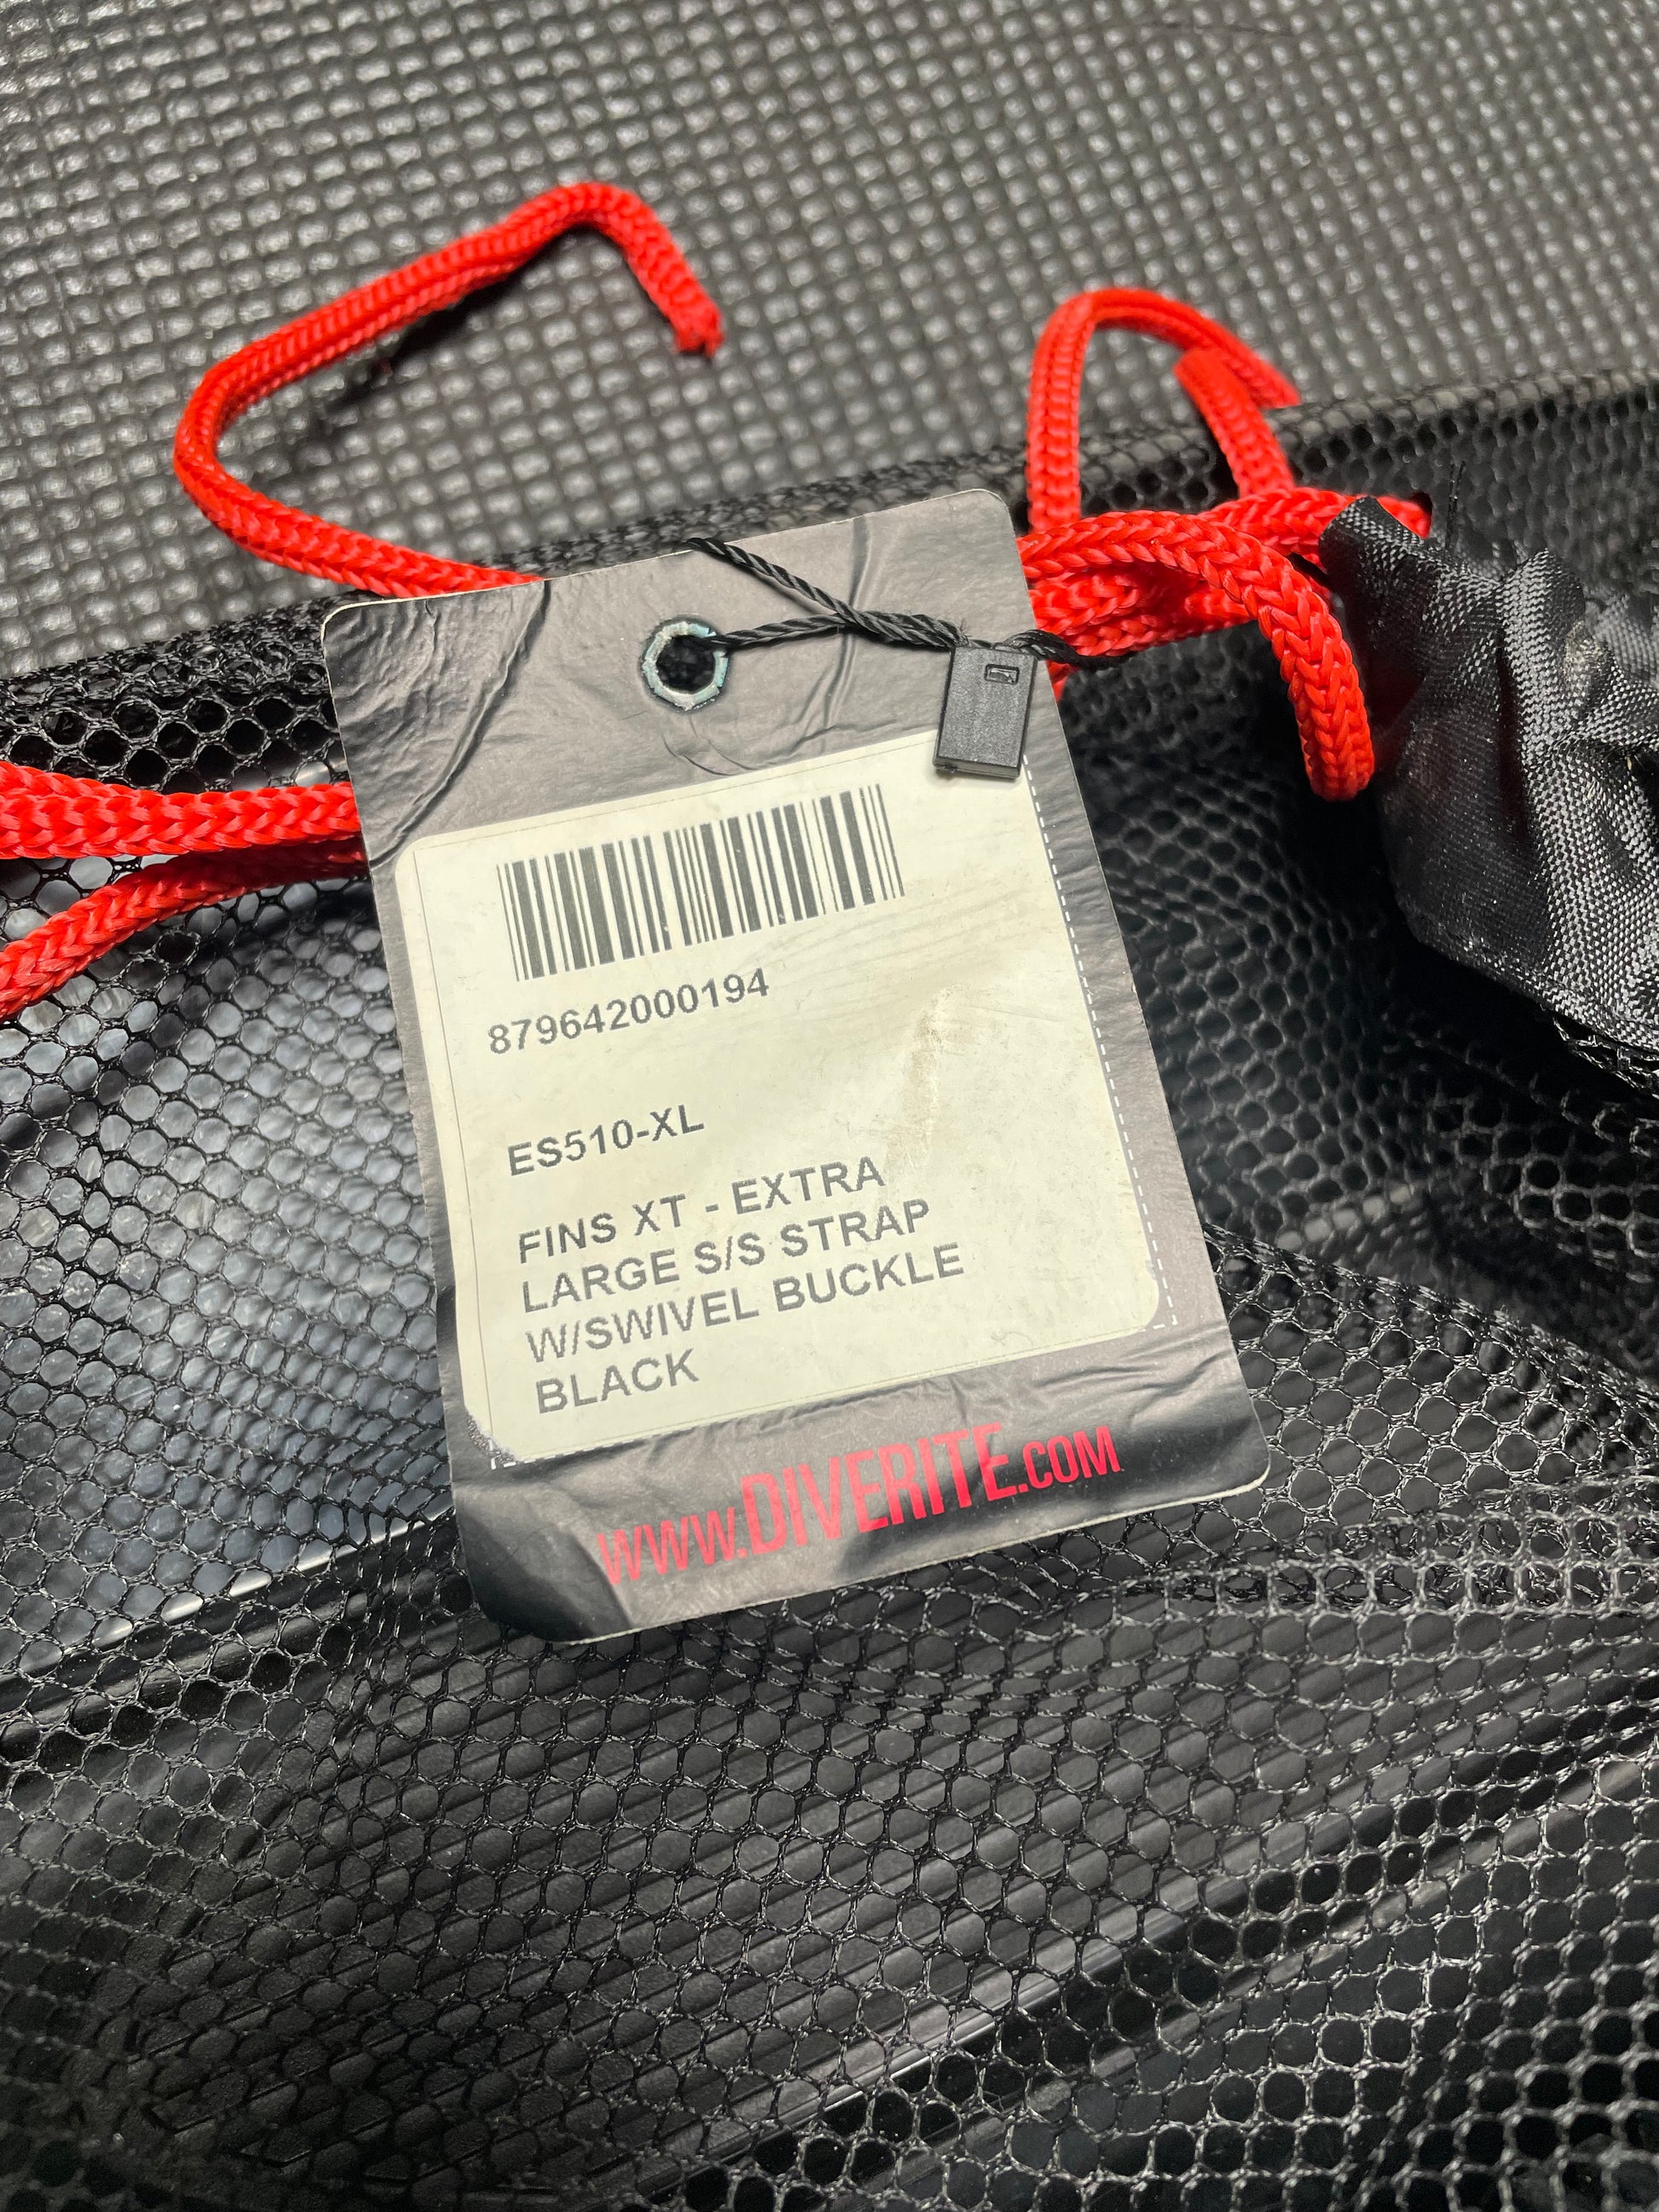 879642000194
ES510-XL
FINS XT - EXTRA
LARGE S/S STRAP
W/SWIVEL BUCKLE
BLACK
WWW.DIVERITE.COM